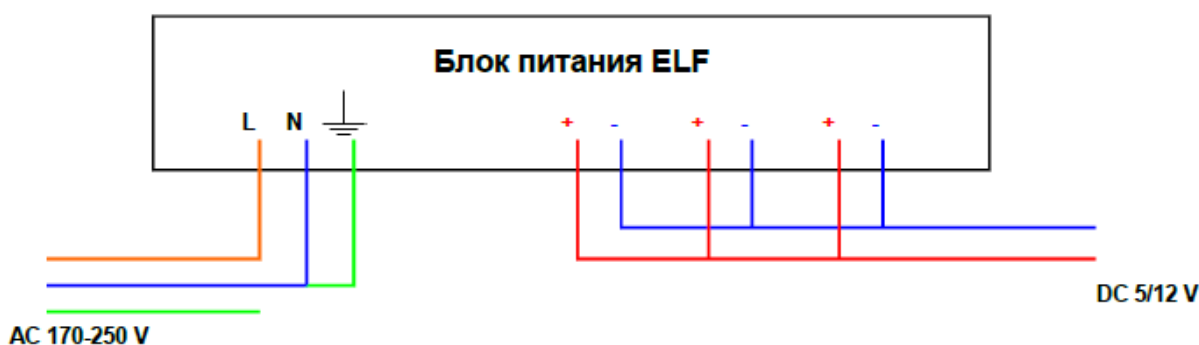 Блок питания ELF
L N + - + - + -
DC 5/12 V
AC 170-250 V